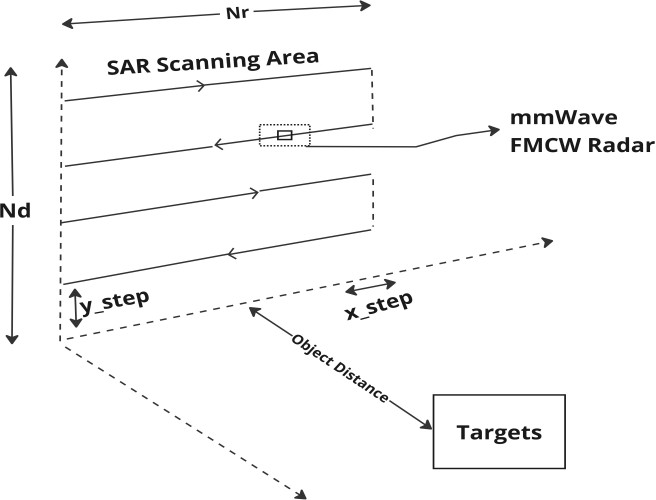 Nr
SAR Scanning Area
mmWave
FMCW Radar
Nd
y_step
x_step
Object Distance
Targets